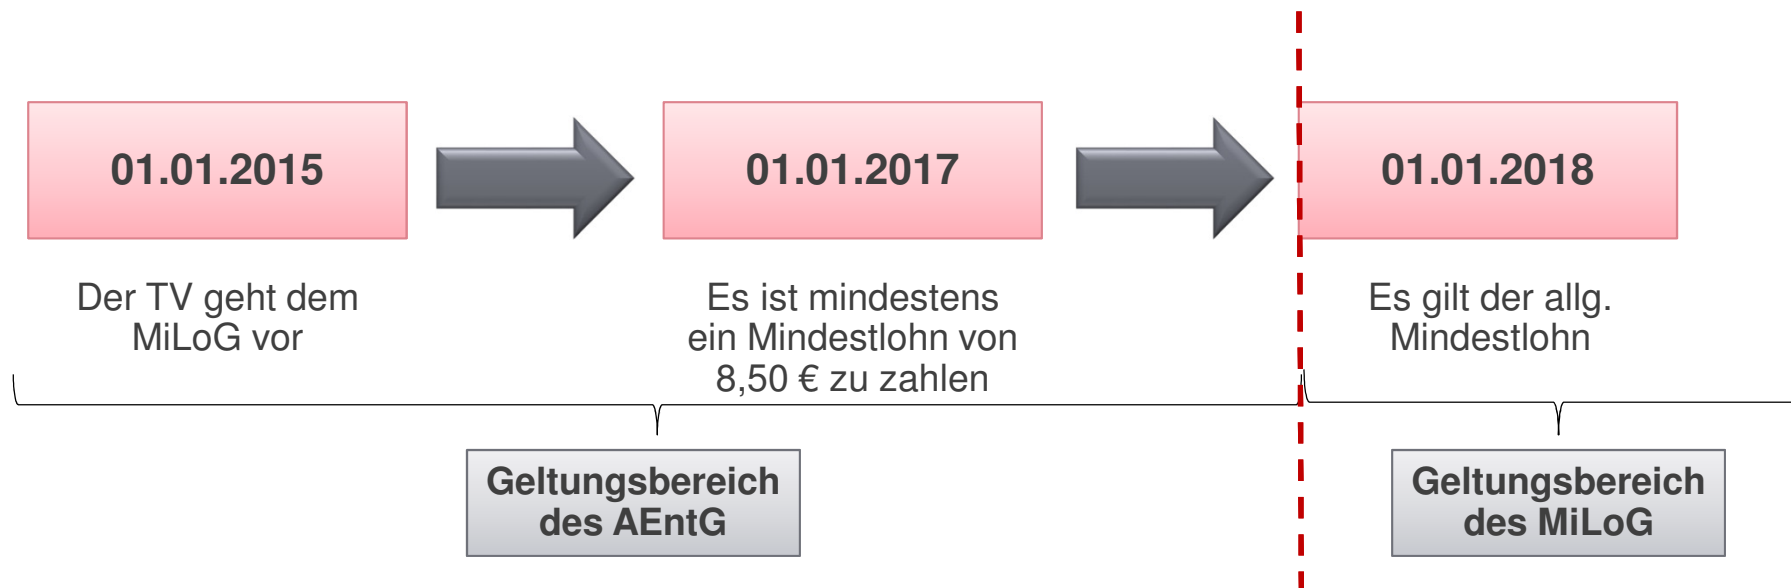 01.01.2015
01.01.2017
01.01.2018
Der TV geht dem
MiLoG vor
Es ist mindestens
ein Mindestlohn von
8,50 € zu zahlen
Es gilt der allg.
Mindestlohn
Geltungsbereich
des AEntG
Geltungsbereich
des MiLoG